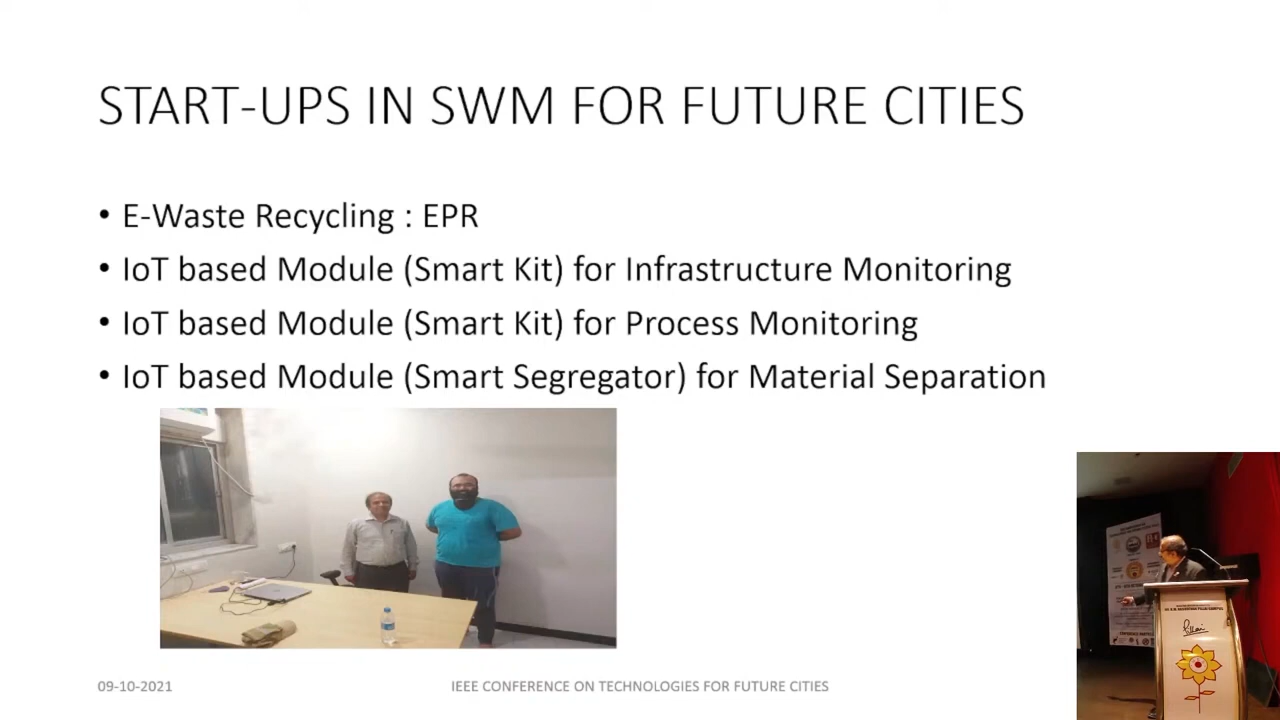 START-UPS IN SWM FOR FUTURE CITIES
• E-Waste Recycling : EPR
• IoT based Module (Smart Kit) for Infrastructure Monitoring
• IoT based Module (Smart Kit) for Process Monitoring
• IoT based Module (Smart Segregator) for Material Separation
09-10-2021
IEEE CONFERENCE ON TECHNOLOGIES FOR FUTURE CITIES
Pillai